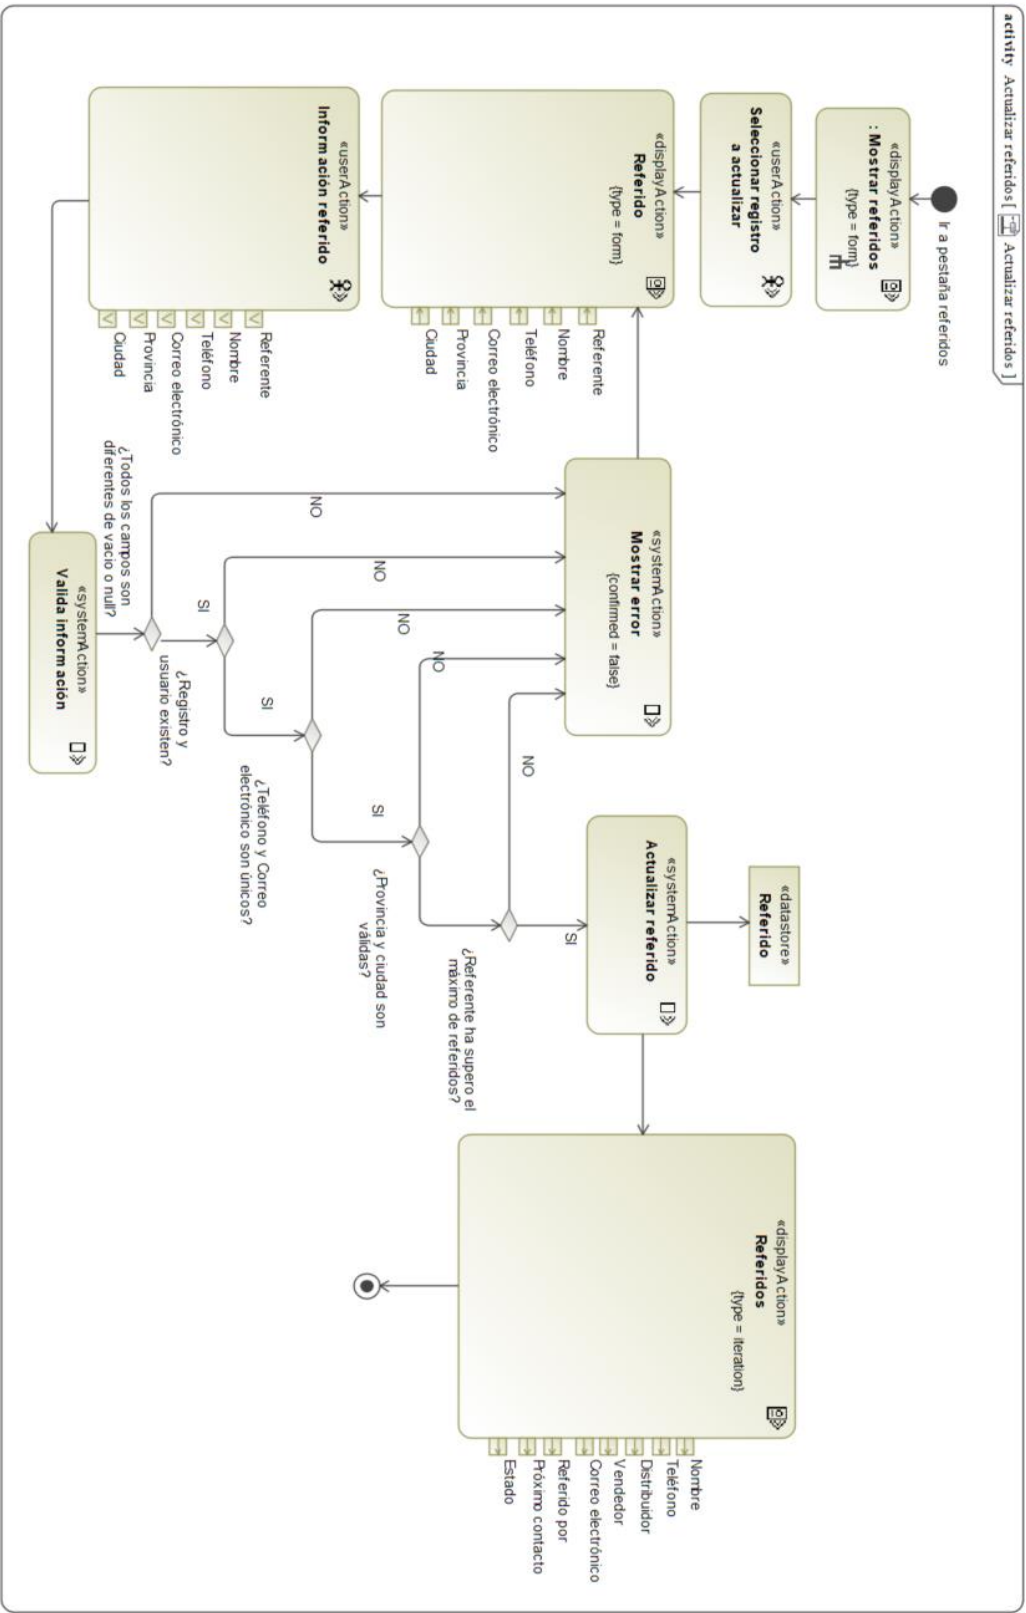 activity Actualizar referidos [ Actualizar referidos ]
Ir a pestaña referidos
«displayAction»
: Mostrar referidos
{type = form}
«userAction»
Seleccionar registro
a actualizar
«displayAction»
Referido
{type = form}
Referente
Nombre
Teléfono
Correo electrónico
Provincia
Ciudad
«userAction»
Información referido
Referente
Nombre
Teléfono
Correo electrónico
Provincia
Ciudad
«systemAction»
Mostrar error
{confirmed = false}
NO
NO
NO
NO
NO
«systemAction»
Valida información
¿Todos los campos son
diferentes de vacio o null?
SI
¿Registro y
usuario existen?
SI
¿Teléfono y Correo
electrónico son únicos?
SI
¿Provincia y ciudad son
válidas?
¿Referente ha supero el
máximo de referidos?
SI
«systemAction»
Actualizar referido
«datastore»
Referido
«displayAction»
Referidos
{type = iteration}
Nombre
Teléfono
Distribuidor
Vendedor
Correo electrónico
Referido por
Próximo contacto
Estado